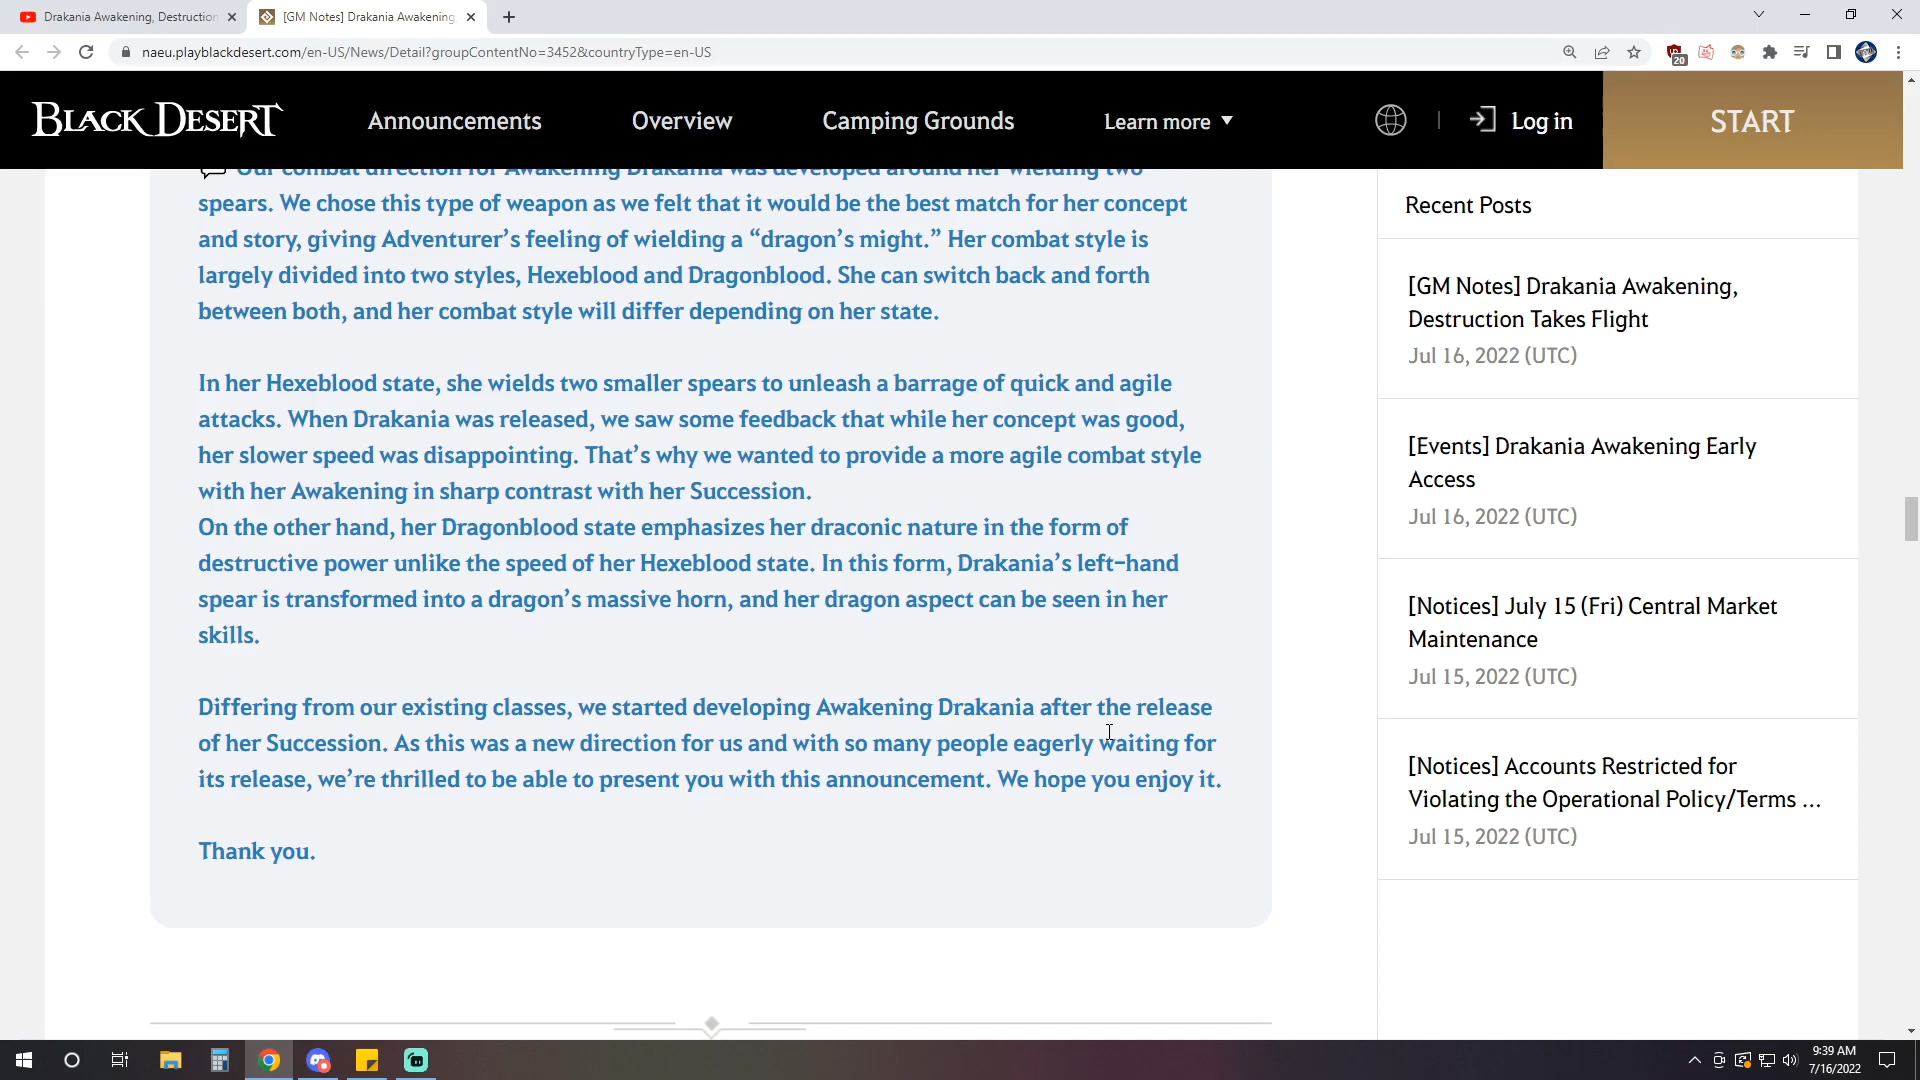 Drakania Awakening, Destruction
[GM Notes] Drakania Awakening,
naeu.playblackdesert.com/en-US/News/Detail?groupContentNo=3452&countryType=en-US
20
BLACK DESERT
Announcements
Overview
Camping Grounds
Learn more
Log in
START
Our combat direction for Awakening Drakania was developed around her wielding two
spears. We chose this type of weapon as we felt that it would be the best match for her concept
and story, giving Adventurer's feeling of wielding a “dragon's might.” Her combat style is
largely divided into two styles, Hexeblood and Dragonblood. She can switch back and forth
between both, and her combat style will differ depending on her state.
In her Hexeblood state, she wields two smaller spears to unleash a barrage of quick and agile
attacks. When Drakania was released, we saw some feedback that while her concept was good,
her slower speed was disappointing. That's why we wanted to provide a more agile combat style
with her Awakening in sharp contrast with her Succession.
On the other hand, her Dragonblood state emphasizes her draconic nature in the form of
destructive power unlike the speed of her Hexeblood state. In this form, Drakania's left-hand
spear is transformed into a dragon's massive horn, and her dragon aspect can be seen in her
skills.
Differing from our existing classes, we started developing Awakening Drakania after the release
of her Succession. As this was a new direction for us and with so many people eagerly waiting for
its release, we're thrilled to be able to present you with this announcement. We hope you enjoy it.
Thank you.
Recent Posts
[GM Notes] Drakania Awakening,
Destruction Takes Flight
Jul 16, 2022 (UTC)
[Events] Drakania Awakening Early
Access
Jul 16, 2022 (UTC)
[Notices] July 15 (Fri) Central Market
Maintenance
Jul 15, 2022 (UTC)
[Notices] Accounts Restricted for
Violating the Operational Policy/Terms ...
Jul 15, 2022 (UTC)
9:39 AM
7/16/2022